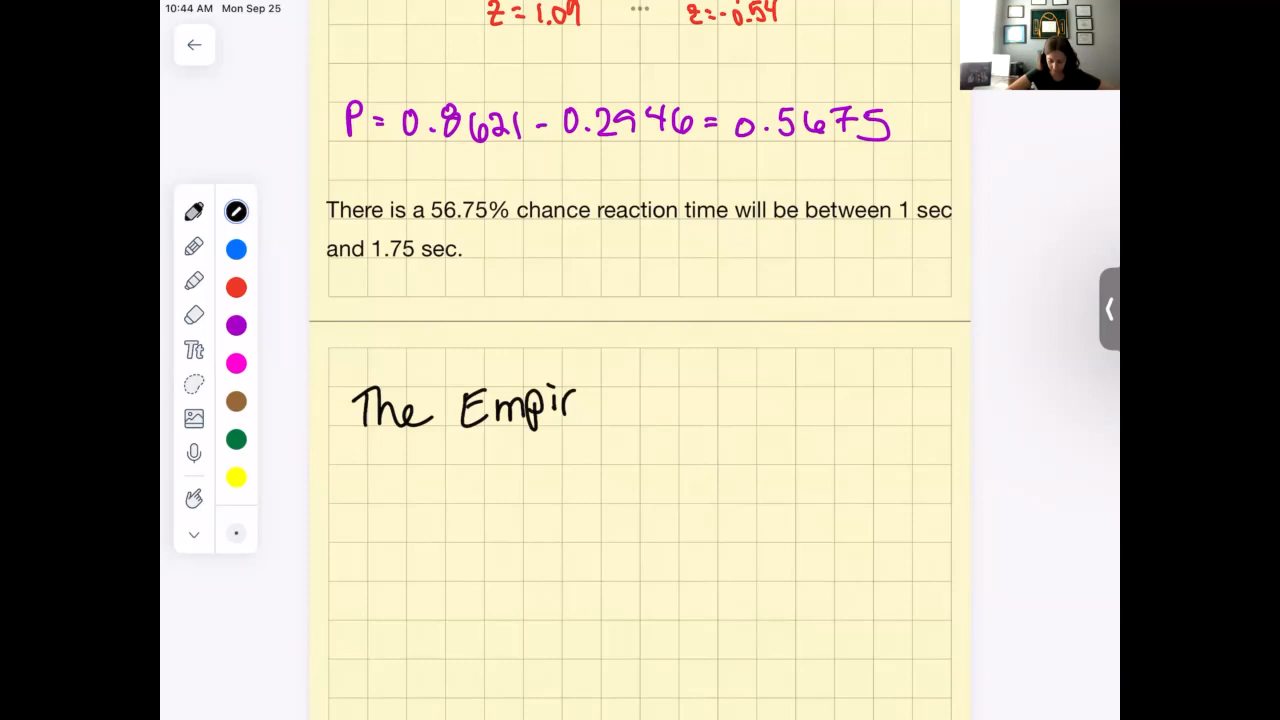 10:44 AM Mon Sep 25
z = 1.09 ... z = -0.54
P = 0.8621 - 0.2946 = 0.5675
There is a 56.75% chance reaction time will be between 1 sec
and 1.75 sec.
Tt
The Empir